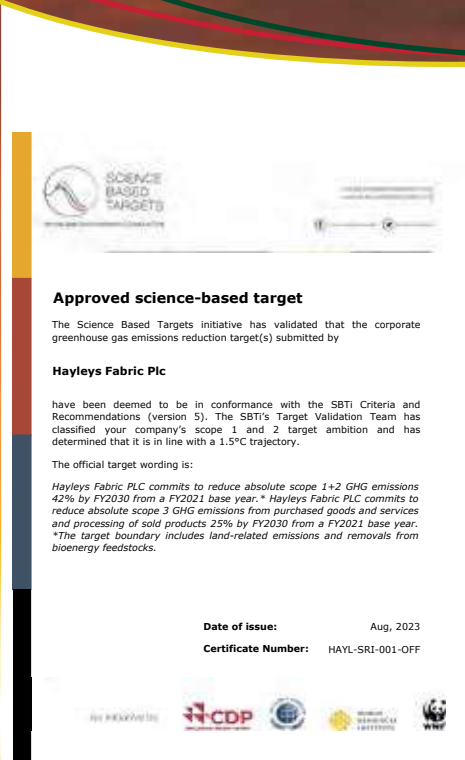 SCIENCE
BASED
TARGETS
Approved science-based target
The Science Based Targets initiative has validated that the corporate
greenhouse gas emissions reduction target(s) submitted by
Hayleys Fabric Plc
have been deemed to be in conformance with the SBTi Criteria and
Recommendations (version 5). The SBTi's Target Validation Team has
classified your company's scope 1 and 2 target ambition and has
determined that it is in line with a 1.5°C trajectory.
The official target wording is:
Hayleys Fabric PLC commits to reduce absolute scope 1+2 GHG emissions
42% by FY2030 from a FY2021 base year.* Hayleys Fabric PLC commits to
reduce absolute scope 3 GHG emissions from purchased goods and services
and processing of sold products 25% by FY2030 from a FY2021 base year.
*The target boundary includes land-related emissions and removals from
bioenergy feedstocks.
Date of issue: Aug, 2023
Certificate Number: HAYL-SRI-001-OFF
CDP
WWF